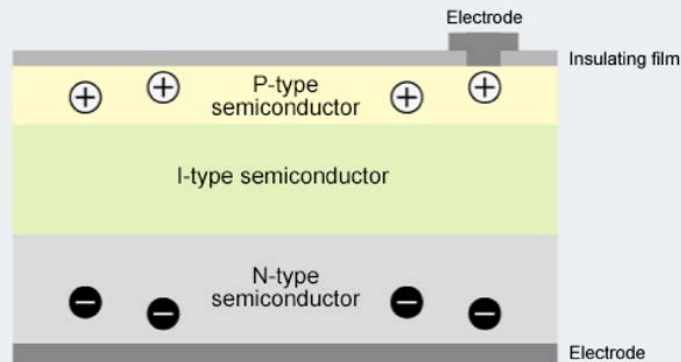 Electrode
Insulating film
P-type
semiconductor
I-type semiconductor
N-type
semiconductor
Electrode